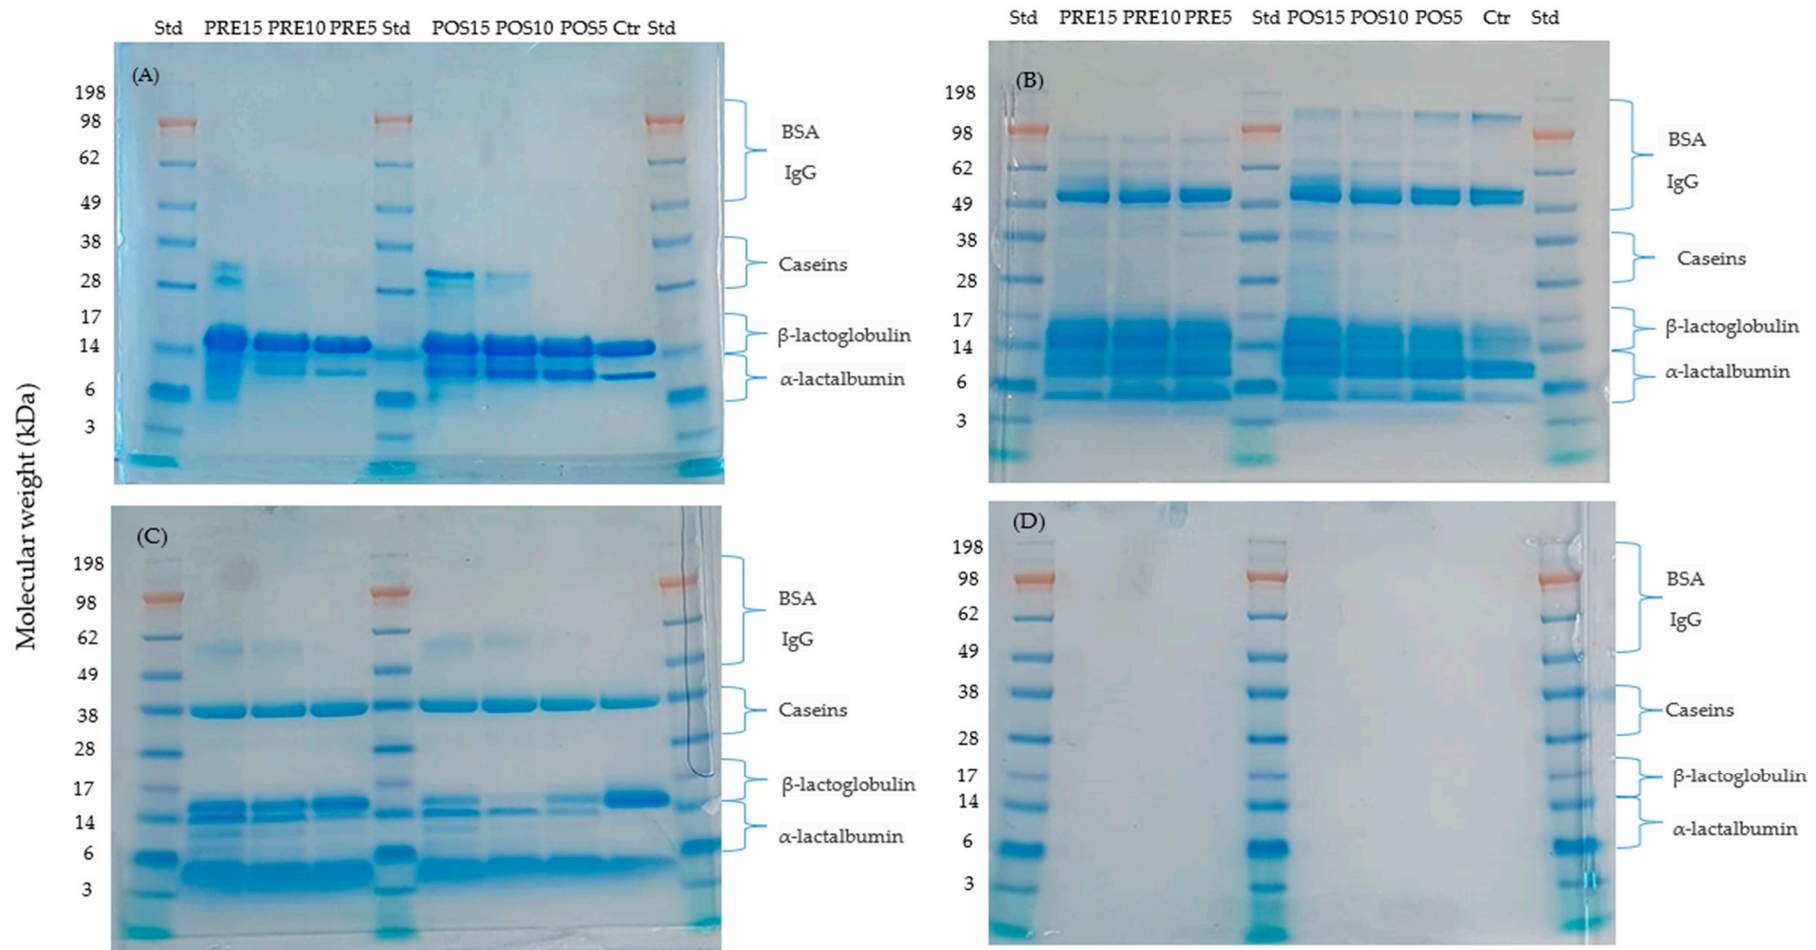 Std PRE15 PRE10 PRE5 Std POS15 POS10 POS5 Ctr Std
(A)
198
98
62
49
38
28
17
14
6
3
BSA
IgG
Caseins
β-lactoglobulin
α-lactalbumin
Std PRE15 PRE10 PRE5 Std POS15 POS10 POS5 Ctr Std
(B)
198
98
62
49
38
28
17
14
6
3
BSA
IgG
Caseins
β-lactoglobulin
α-lactalbumin
Molecular weight (kDa)
(C)
198
98
62
49
38
28
17
14
6
3
BSA
IgG
Caseins
β-lactoglobulin
α-lactalbumin
(D)
198
98
62
49
38
28
17
14
6
3
BSA
IgG
Caseins
β-lactoglobulin
α-lactalbumin